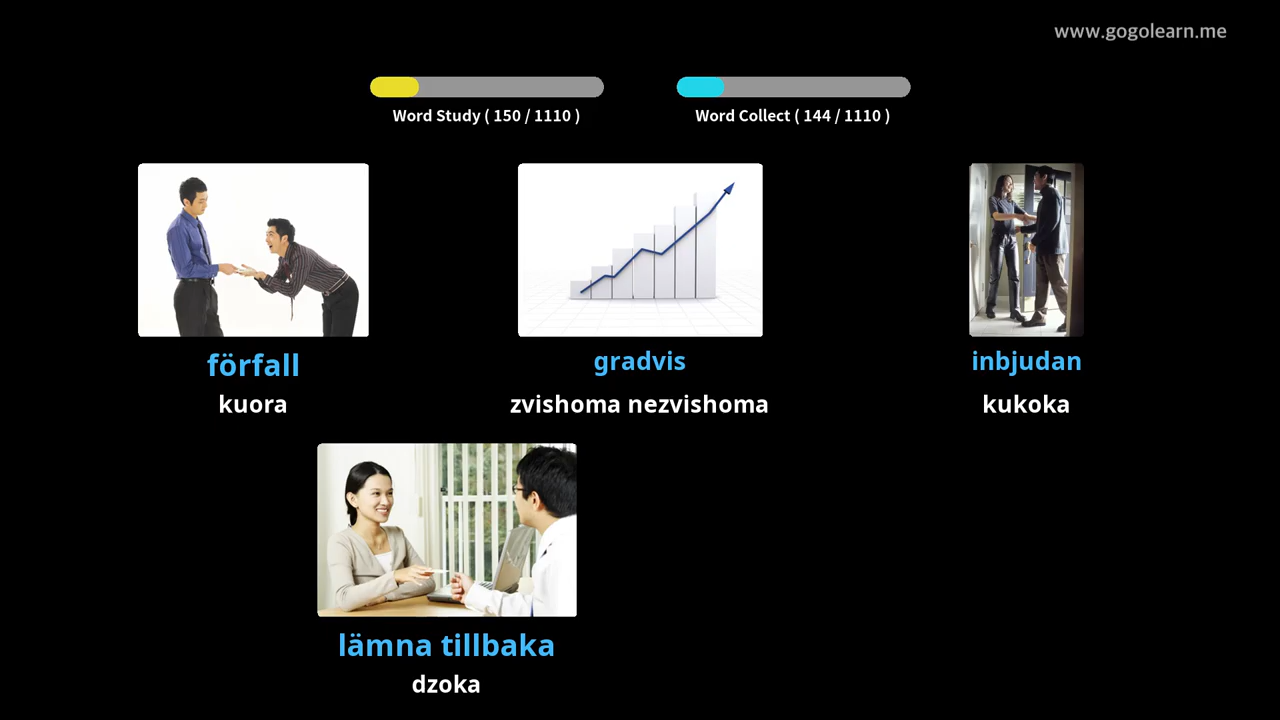 www.gogolearn.me
Word Study ( 150 / 1110 )
Word Collect ( 144 / 1110 )
förfall
gradvis
inbjudan
kuora
zvishoma nezvishoma
kukoka
lämna tillbaka
dzoka